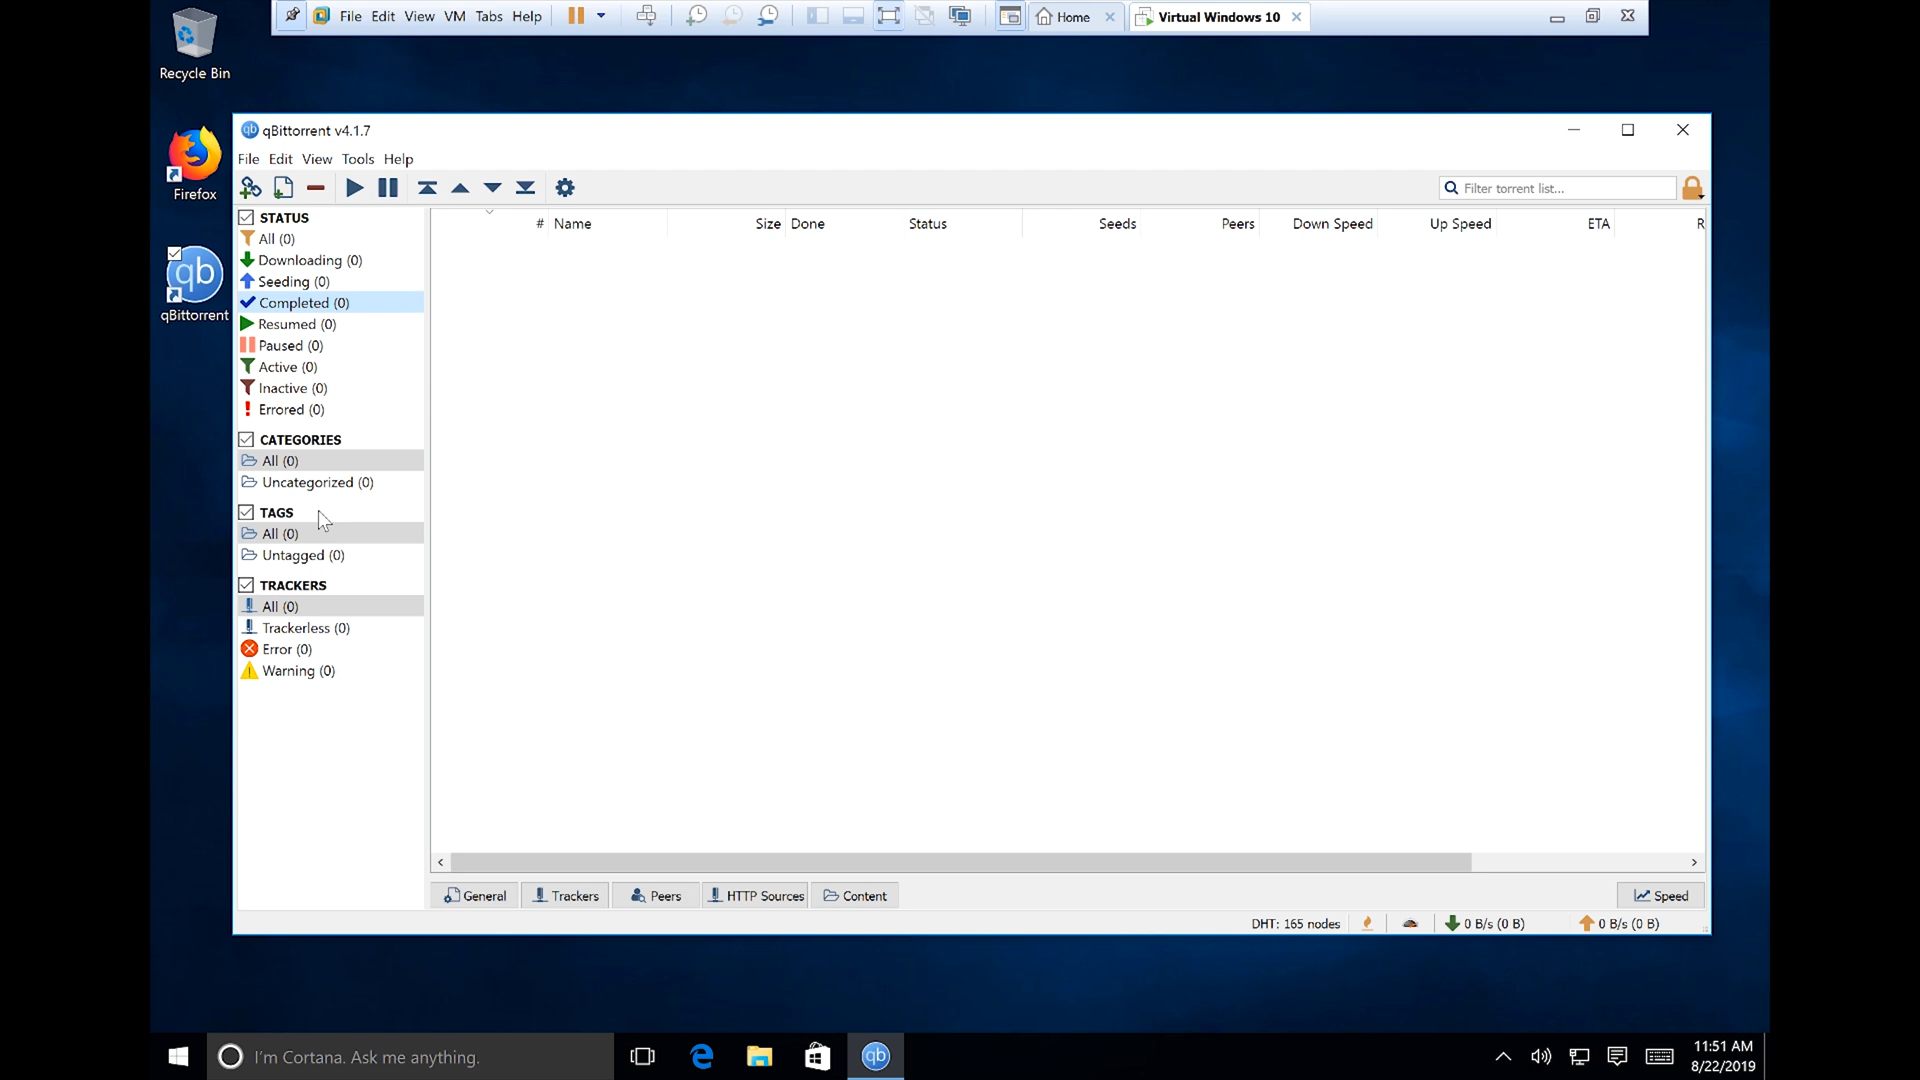 File Edit View VM Tabs Help Home Virtual Windows 10
Recycle Bin
Firefox
qb
qBittorrent
qb qBittorrent v4.1.7
File Edit View Tools Help
Filter torrent list...
# Name Size Done Status Seeds Peers Down Speed Up Speed ETA R
STATUS
All (0)
Downloading (0)
Seeding (0)
Completed (0)
Resumed (0)
Paused (0)
Active (0)
Inactive (0)
Errored (0)
CATEGORIES
All (0)
Uncategorized (0)
TAGS
All (0)
Untagged (0)
TRACKERS
All (0)
Trackerless (0)
Error (0)
Warning (0)
General Trackers Peers HTTP Sources Content Speed
DHT: 165 nodes 0 B/s (0 B) 0 B/s (0 B)
I'm Cortana. Ask me anything.
qb
11:51 AM
8/22/2019